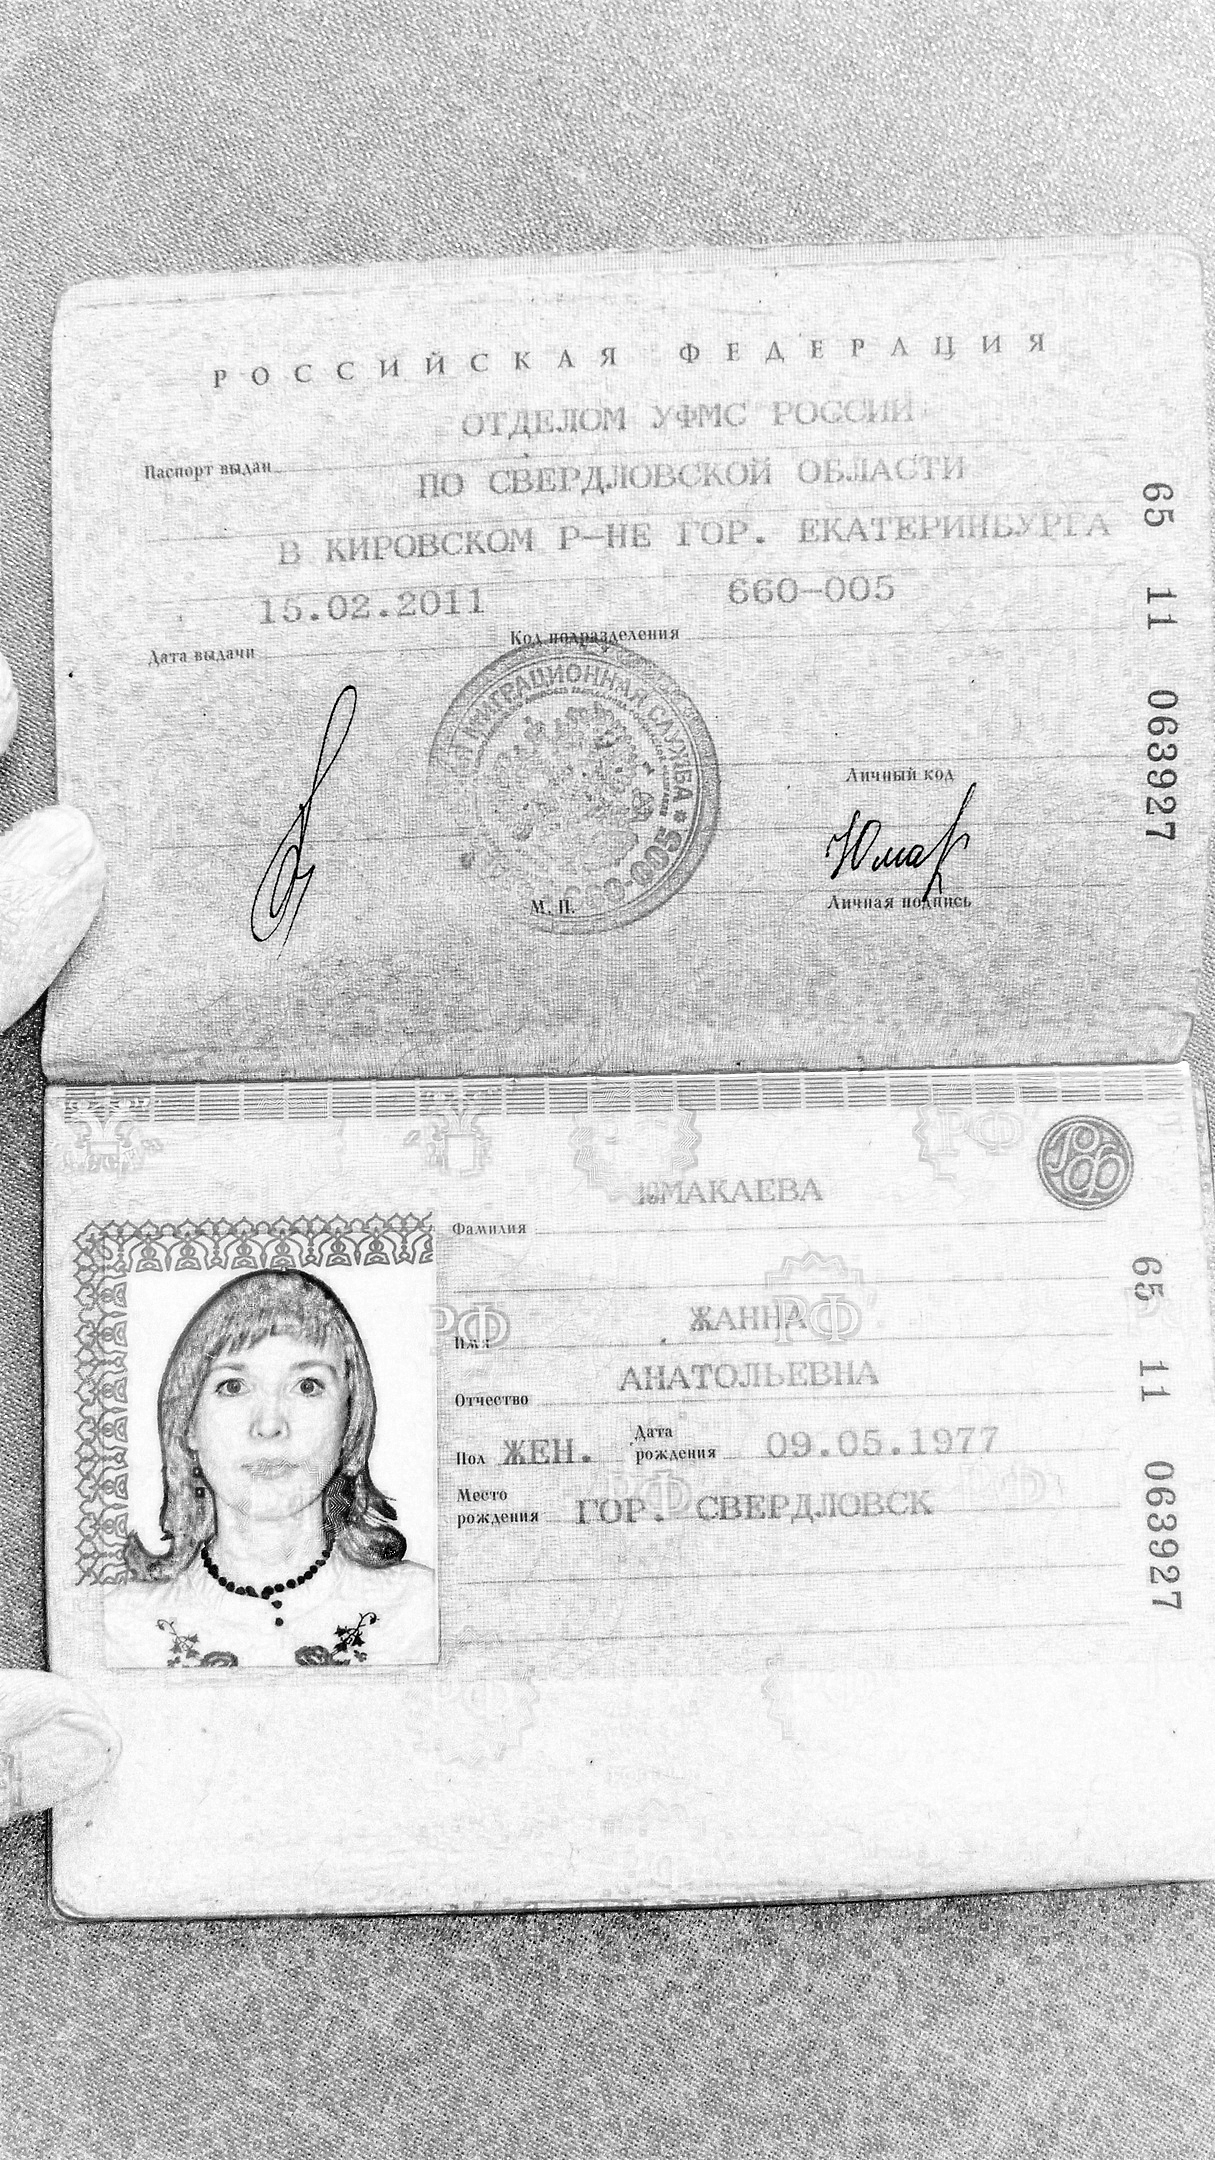 РОССИЙСКАЯ ФЕДЕРАЦИЯ
ОТДЕЛОМ УФМС РОССИИ
Паспорт выдан
ПО СВЕРДЛОВСКОЙ ОБЛАСТИ
В КИРОВСКОМ Р-НЕ ГОР. ЕКАТЕРИНБУРГА
15.02.2011 660-005
Дата выдачи Код подразделения
65 11 063927
МИГРАЦИОННАЯ СЛУЖБА * 660-005
Личный код
Юмак
М. П.
Личная подпись
РФ
ЮМАКАЕВА
Фамилия
ЖАННА
Имя
АНАТОЛЬЕВНА
Отчество
Пол ЖЕН. Дата рождения 09.05.1977
Место рождения ГОР. СВЕРДЛОВСК
65 11 063927